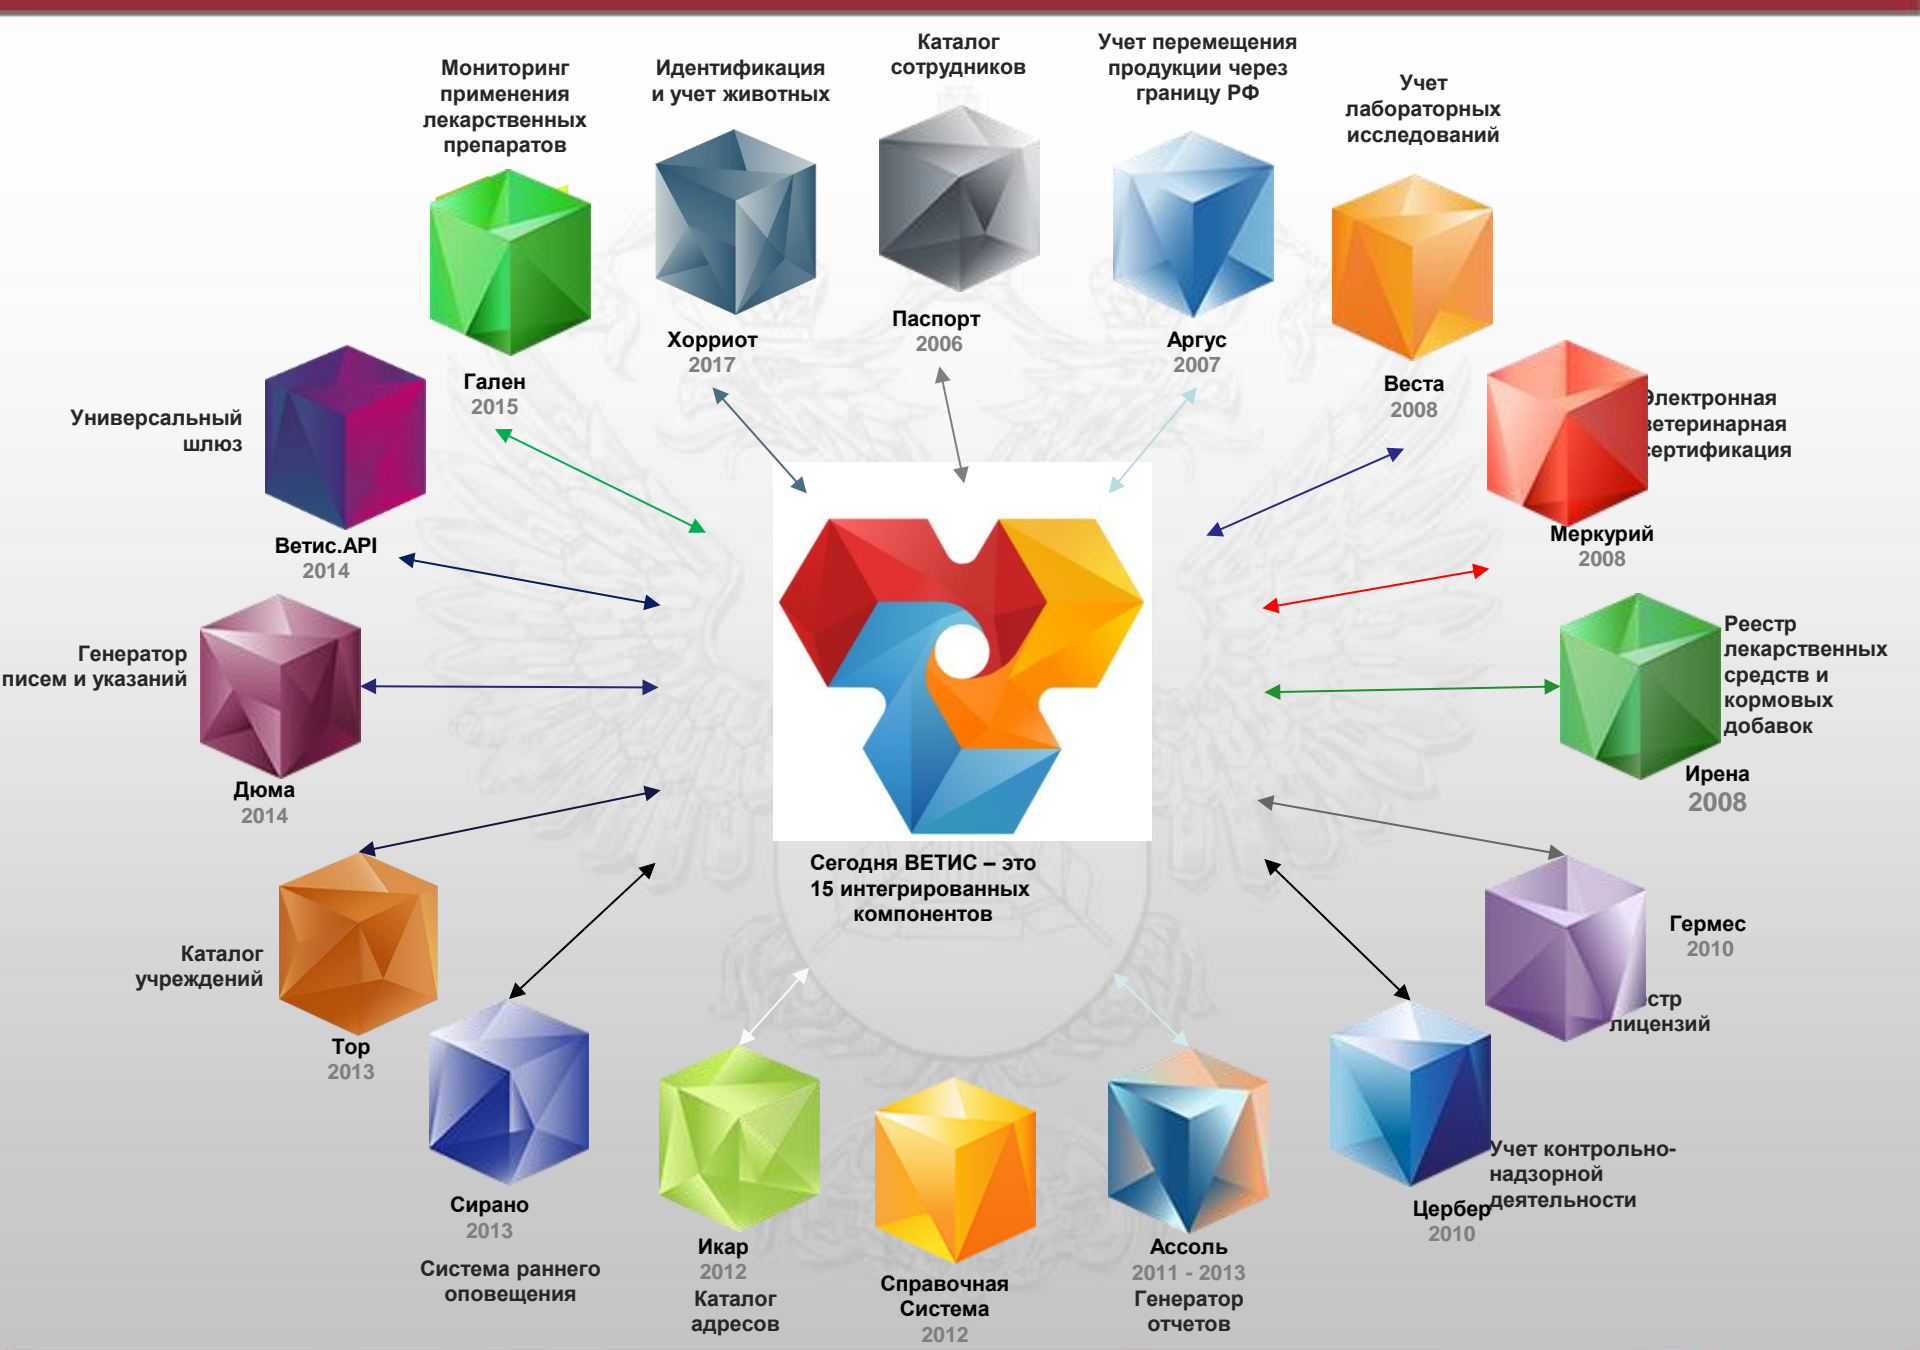 Мониторинг
применения
лекарственных
препаратов
Гален
2015
Идентификация
и учет животных
Хорриот
2017
Каталог
сотрудников
Паспорт
2006
Учет перемещения
продукции через
границу РФ
Аргус
2007
Учет
лабораторных
исследований
Веста
2008
Электронная
ветеринарная
сертификация
Меркурий
2008
Универсальный
шлюз
Ветис.API
2014
Генератор
писем и указаний
Дюма
2014
Реестр
лекарственных
средств и
кормовых
добавок
Ирена
2008
Сегодня ВЕТИС – это
15 интегрированных
компонентов
Каталог
учреждений
Тор
2013
Гермес
2010
естр
лицензий
Сирано
2013
Система раннего
оповещения
Икар
2012
Каталог
адресов
Справочная
Система
2012
Ассоль
2011 - 2013
Генератор
отчетов
Учет контрольно-
надзорной
деятельности
Цербер
2010